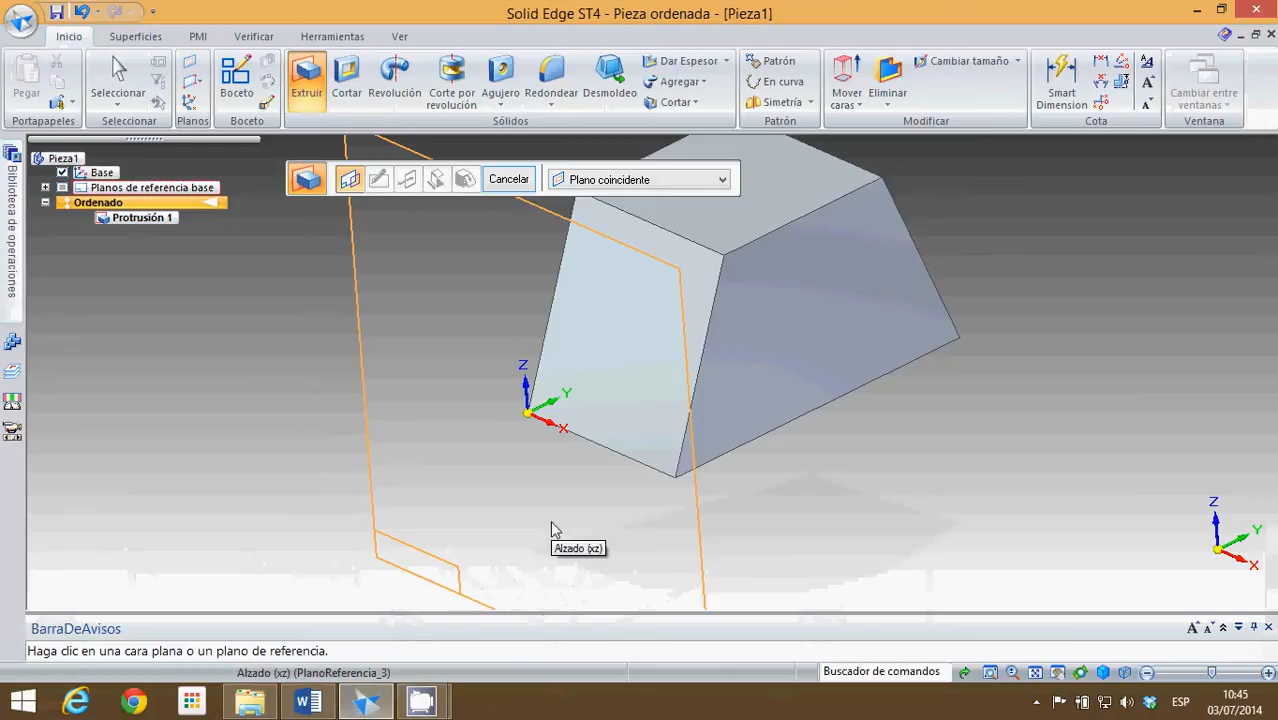 Solid Edge ST4 - Pieza ordenada - [Pieza1]
Inicio Superficies PMI Verificar Herramientas Ver
Pegar
Portapapeles
Seleccionar
Seleccionar
Planos
Boceto
Boceto
Extruir
Cortar
Revolución
Corte por revolución
Agujero
Redondear
Desmoldeo
Dar Espesor
Agregar
Cortar
Sólidos
Patrón
En curva
Simetría
Patrón
Mover caras
Eliminar
Cambiar tamaño
Modificar
Smart Dimension
Cota
Cambiar entre ventanas
Ventana
Biblioteca de operaciones
Pieza1
Base
Planos de referencia base
Ordenado
Protrusión 1
Cancelar
Plano coincidente
Z
Y
X
Alzado (xz)
Z
Y
X
BarraDeAvisos
Haga clic en una cara plana o un plano de referencia.
Alzado (xz) (PlanoReferencia_3)
Buscador de comandos
ESP
10:45
03/07/2014